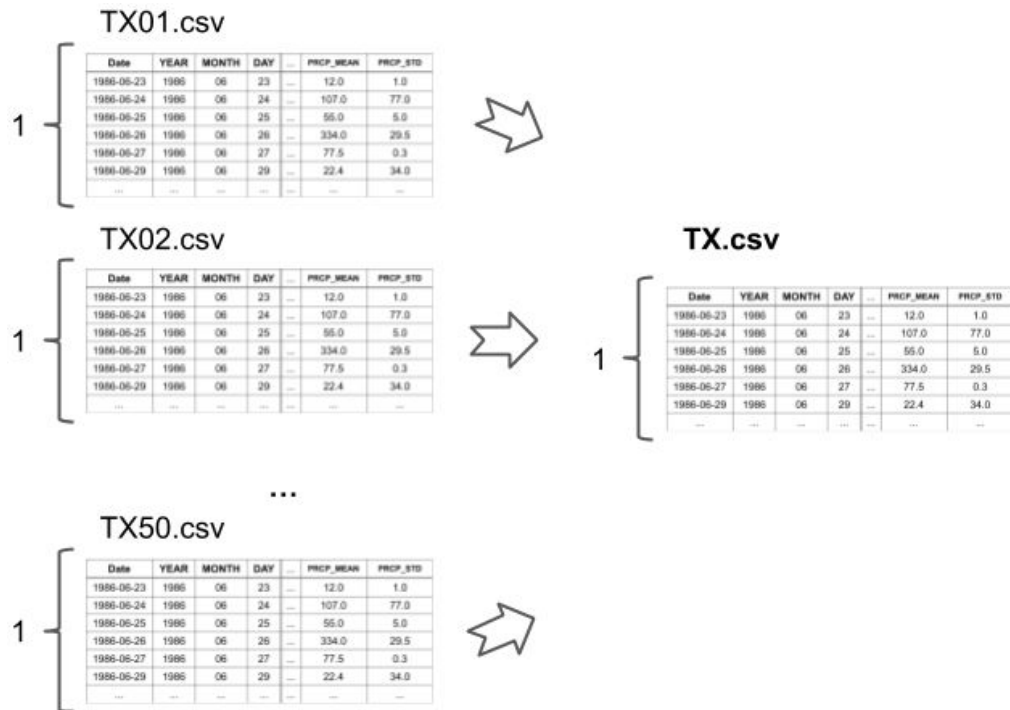 TX01.csv
1
Date YEAR MONTH DAY ... PRCP_MEAN PRCP_STD
1986-06-23 1986 06 23 ... 12.0 1.0
1986-06-24 1986 06 24 ... 107.0 77.0
1986-06-25 1986 06 25 ... 55.0 5.0
1986-06-26 1986 06 26 ... 334.0 29.5
1986-06-27 1986 06 27 ... 77.5 0.3
1986-06-29 1986 06 29 ... 22.4 34.0
... ... ... ... ... ... ...
TX02.csv
1
Date YEAR MONTH DAY ... PRCP_MEAN PRCP_STD
1986-06-23 1986 06 23 ... 12.0 1.0
1986-06-24 1986 06 24 ... 107.0 77.0
1986-06-25 1986 06 25 ... 55.0 5.0
1986-06-26 1986 06 26 ... 334.0 29.5
1986-06-27 1986 06 27 ... 77.5 0.3
1986-06-29 1986 06 29 ... 22.4 34.0
... ... ... ... ... ... ...
...
TX50.csv
1
Date YEAR MONTH DAY ... PRCP_MEAN PRCP_STD
1986-06-23 1986 06 23 ... 12.0 1.0
1986-06-24 1986 06 24 ... 107.0 77.0
1986-06-25 1986 06 25 ... 55.0 5.0
1986-06-26 1986 06 26 ... 334.0 29.5
1986-06-27 1986 06 27 ... 77.5 0.3
1986-06-29 1986 06 29 ... 22.4 34.0
... ... ... ... ... ... ...
TX.csv
1
Date YEAR MONTH DAY ... PRCP_MEAN PRCP_STD
1986-06-23 1986 06 23 ... 12.0 1.0
1986-06-24 1986 06 24 ... 107.0 77.0
1986-06-25 1986 06 25 ... 55.0 5.0
1986-06-26 1986 06 26 ... 334.0 29.5
1986-06-27 1986 06 27 ... 77.5 0.3
1986-06-29 1986 06 29 ... 22.4 34.0
... ... ... ... ... ... ...